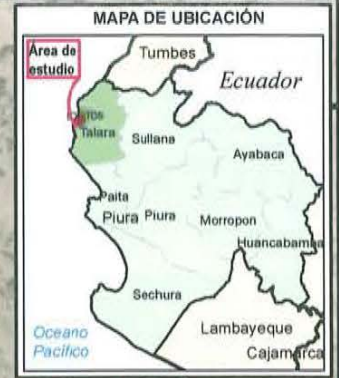 MAPA DE UBICACIÓN
Área de
estudio
Tumbes
Ecuador
Talara
Sullana
Ayabaca
Paita
Piura Piura
Morropon
Huancabamba
Sechura
Lambayeque
Oceano
Pacífico
Cajamarca